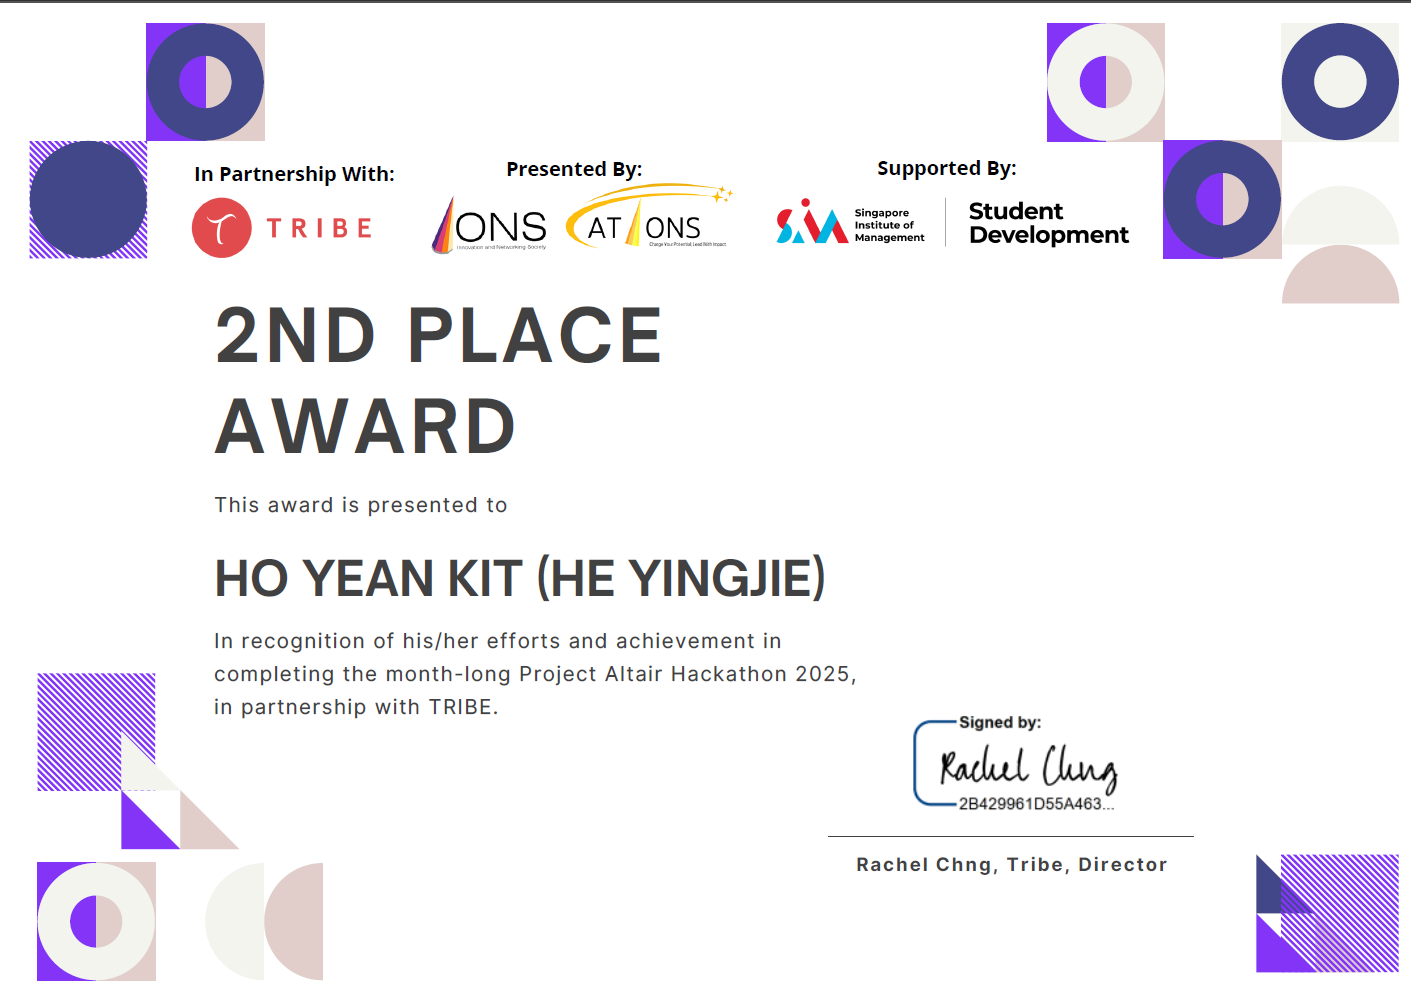 In Partnership With:
TRIBE
Presented By:
IONS
Innovation and Networking Society
ATIONS
Charge Your Potential, Lead With Impact
Supported By:
SIM
Singapore
Institute of
Management
Student
Development
2ND PLACE
AWARD
This award is presented to
HO YEAN KIT (HE YINGJIE)
In recognition of his/her efforts and achievement in
completing the month-long Project Altair Hackathon 2025,
in partnership with TRIBE.
Signed by:
Rachel Chng
2B429961D55A463...
Rachel Chng, Tribe, Director